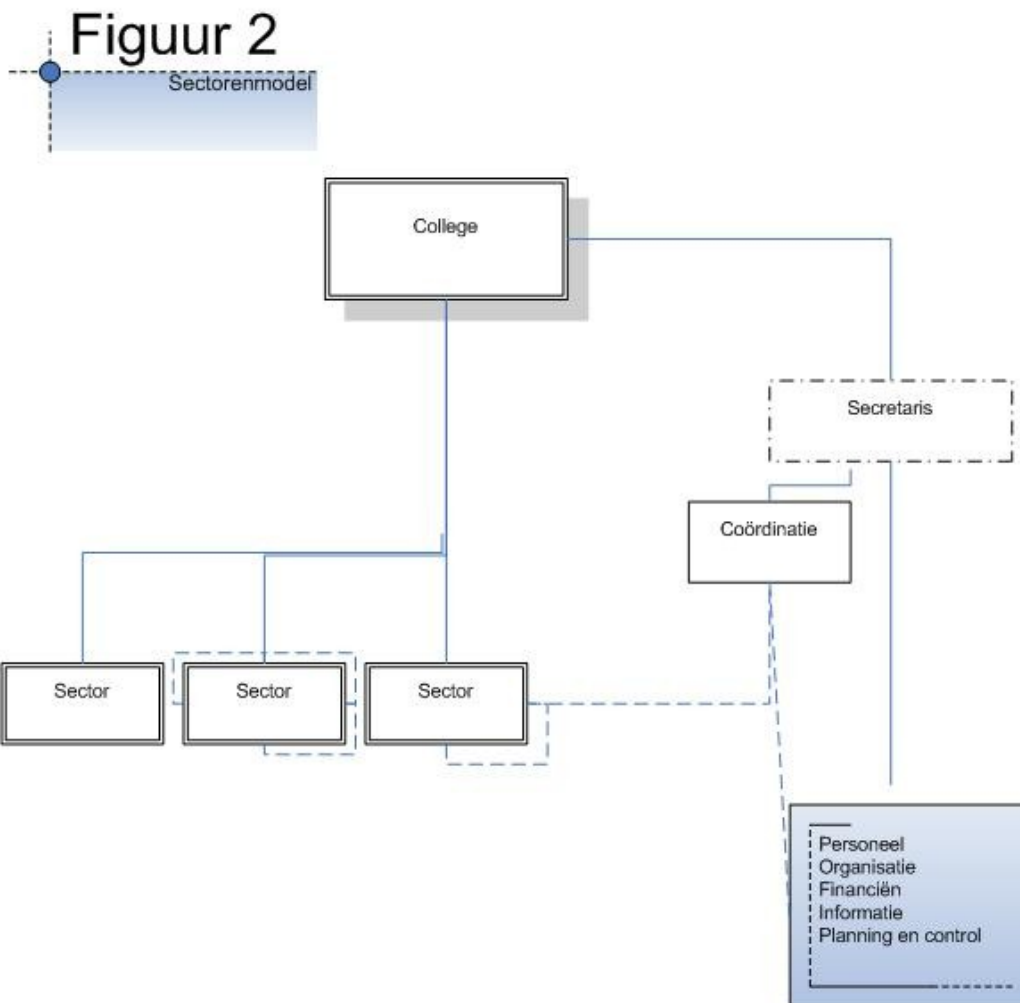 Figuur 2
Sectorenmodel
College
Secretaris
Coördinatie
Sector
Sector
Sector
Personeel
Organisatie
Financiën
Informatie
Planning en control